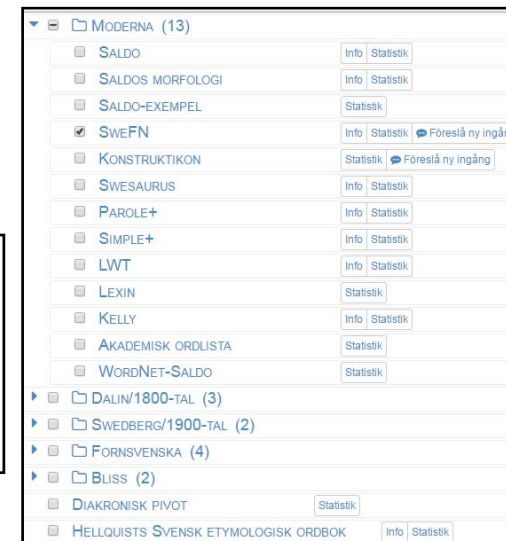 Moderna (13)
Saldo Info Statistik
Saldos morfologi Info Statistik
Saldo-exempel Statistik
SweFN Info Statistik Föreslå ny ingån
Konstruktikon Statistik Föreslå ny ingång
Swesaurus Info Statistik
Parole+ Info Statistik
Simple+ Info Statistik
LWT Info Statistik
Lexin Statistik
Kelly Info Statistik
Akademisk ordlista Statistik
WordNet-Saldo Statistik
Dalin/1800-tal (3)
Swedberg/1900-tal (2)
Fornsvenska (4)
Bliss (2)
Diakronisk pivot Statistik
Hellquists Svensk etymologisk ordbok Info Statistik